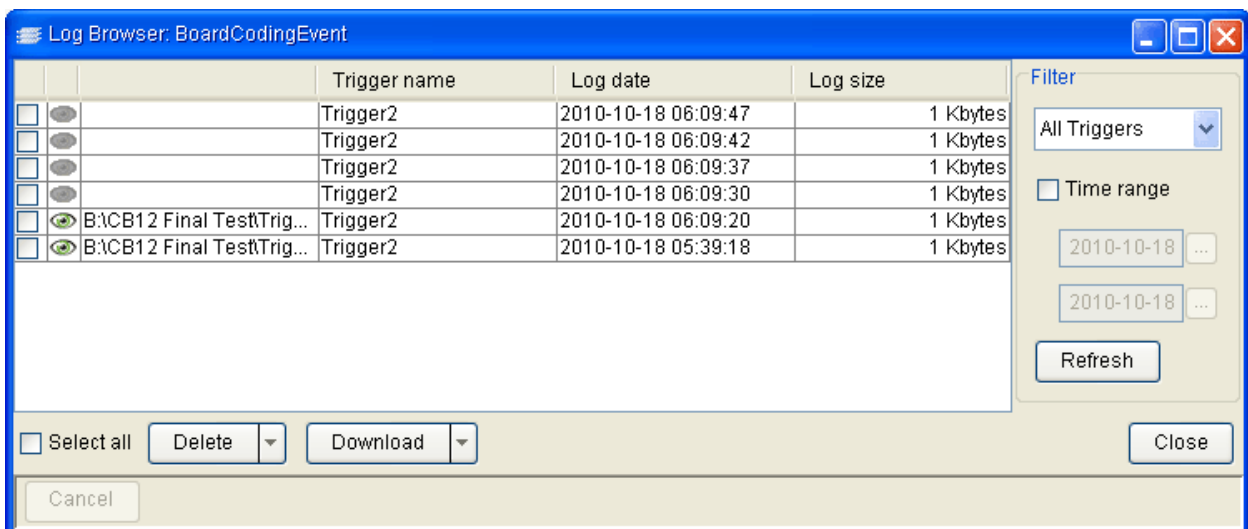 Log Browser: BoardCodingEvent
Trigger name Log date Log size
Trigger2 2010-10-18 06:09:47 1 Kbytes
Trigger2 2010-10-18 06:09:42 1 Kbytes
Trigger2 2010-10-18 06:09:37 1 Kbytes
Trigger2 2010-10-18 06:09:30 1 Kbytes
B:\CB12 Final Test\Trig... Trigger2 2010-10-18 06:09:20 1 Kbytes
B:\CB12 Final Test\Trig... Trigger2 2010-10-18 05:39:18 1 Kbytes
Filter
All Triggers
Time range
2010-10-18 ...
2010-10-18 ...
Refresh
Select all Delete Download Close
Cancel